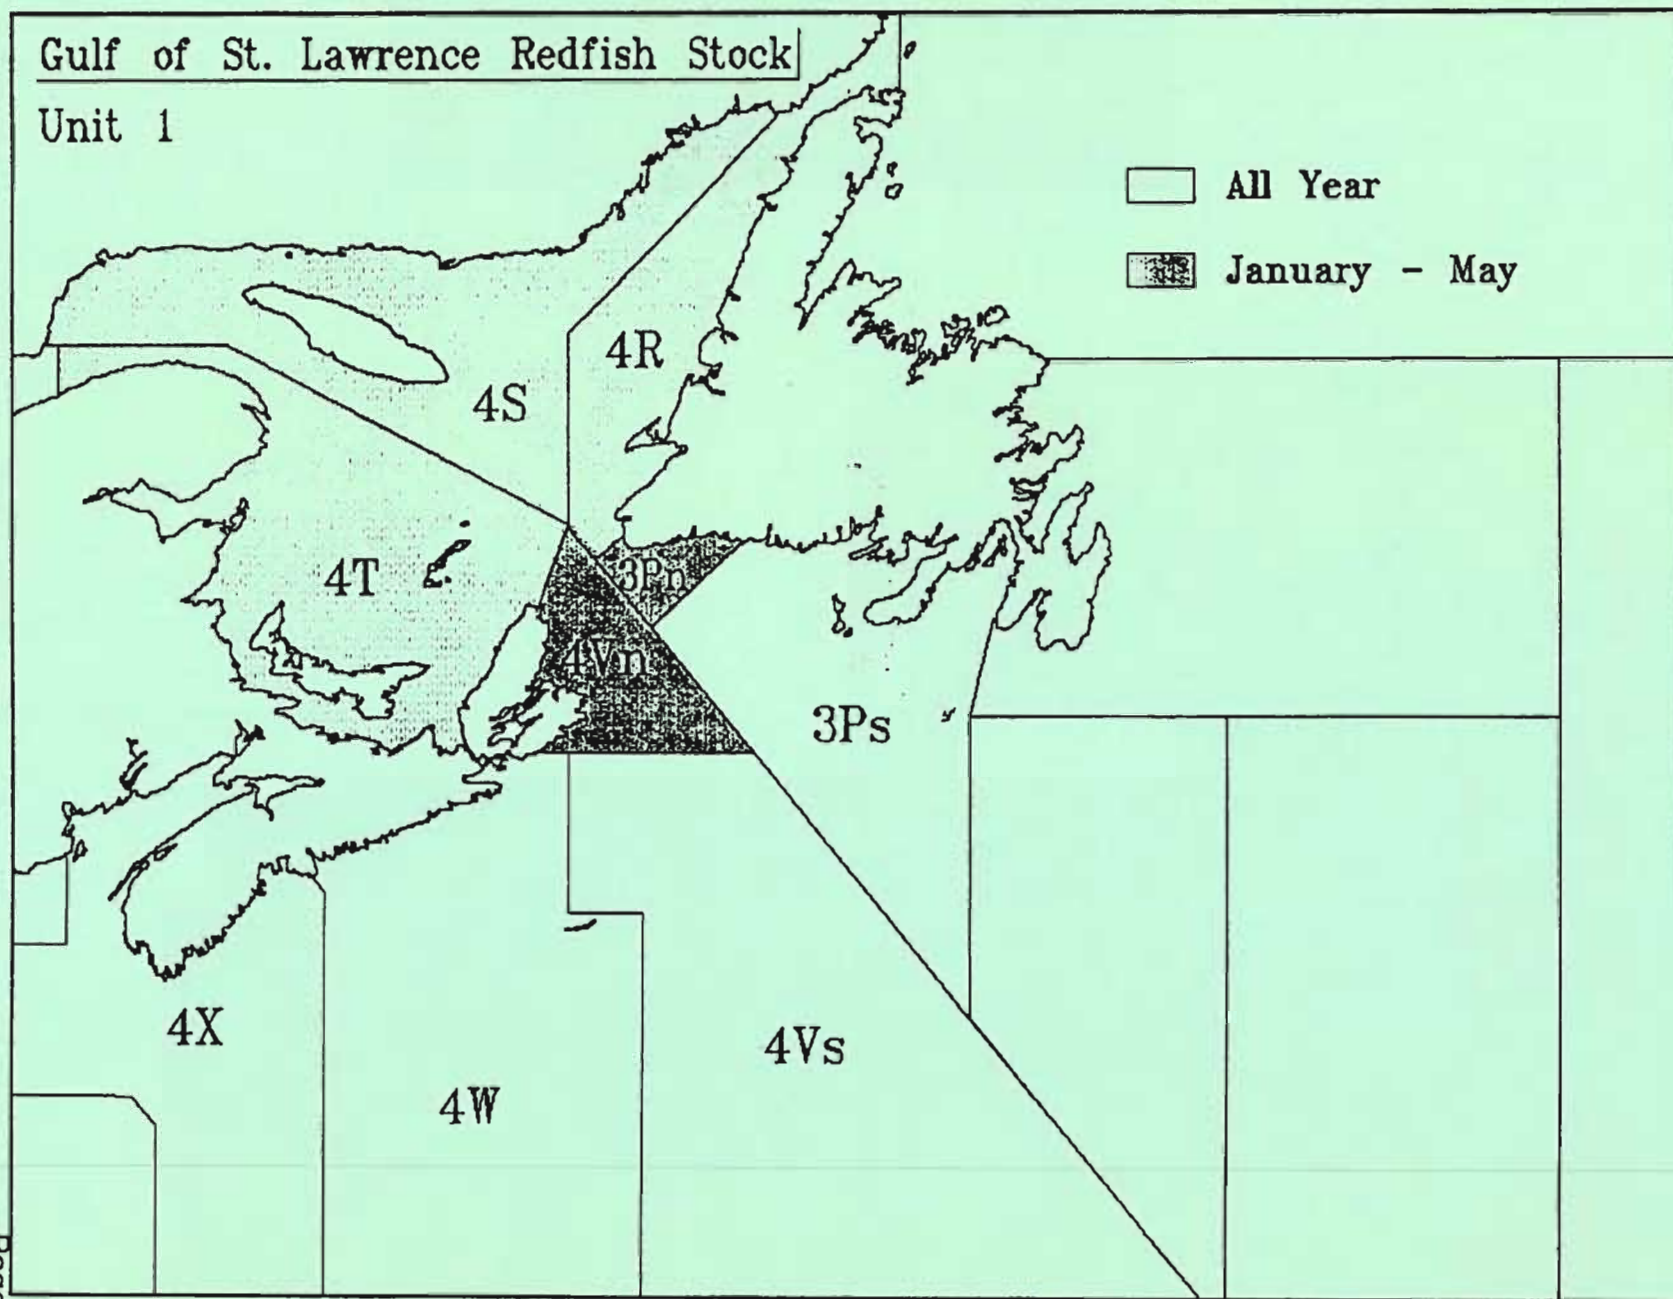 Gulf of St. Lawrence Redfish Stock
Unit 1
All Year
January - May
4R
4S
4T
3Pn
4Vn
3Ps
4X
4W
4Vs